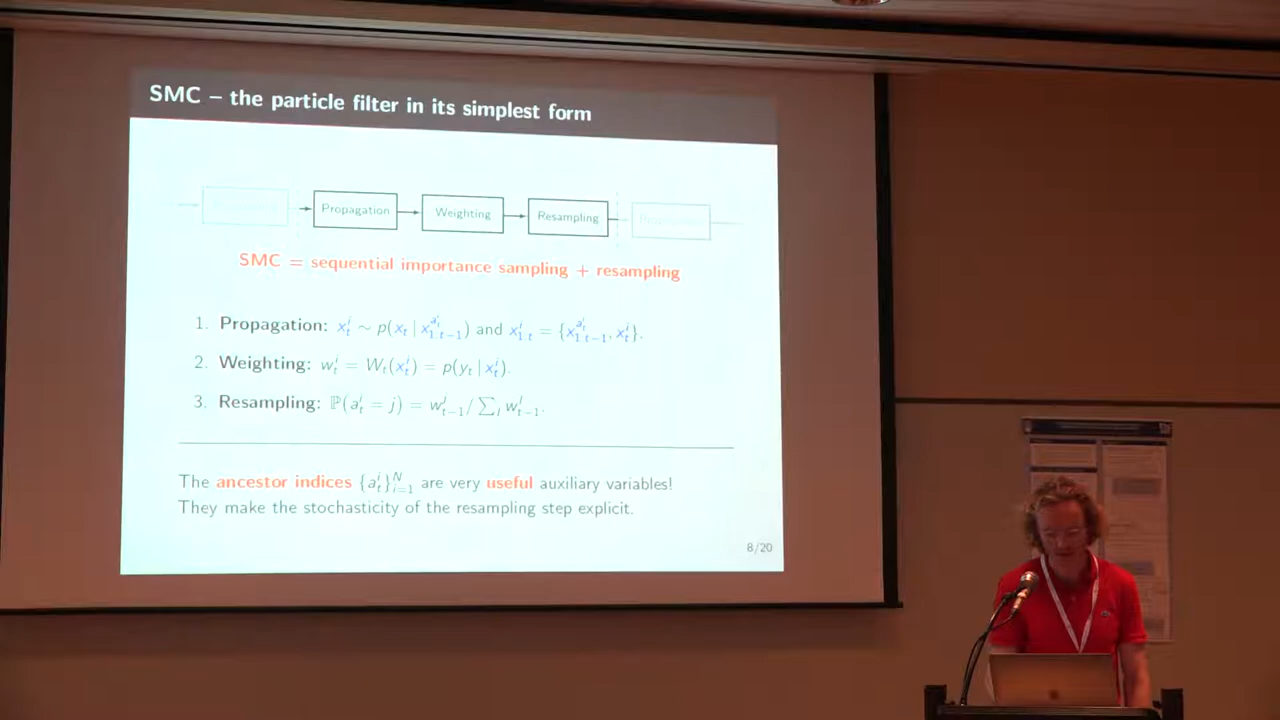 SMC – the particle filter in its simplest form
Propagation Weighting Resampling
SMC = sequential importance sampling + resampling
1. Propagation: x_t^i ∼ p(x_t | x_{1:t−1}^{a_t^i}) and x_{1:t}^i = {x_{1:t−1}^{a_t^i}, x_t^i}.
2. Weighting: w_t^i = W_t(x_t^i) = p(y_t | x_t^i).
3. Resampling: ℙ(a_t^i = j) = w_{t−1}^j / ∑_l w_{t−1}^l.
The ancestor indices {a_t^i}_{i=1}^N are very useful auxiliary variables!
They make the stochasticity of the resampling step explicit.
8/20